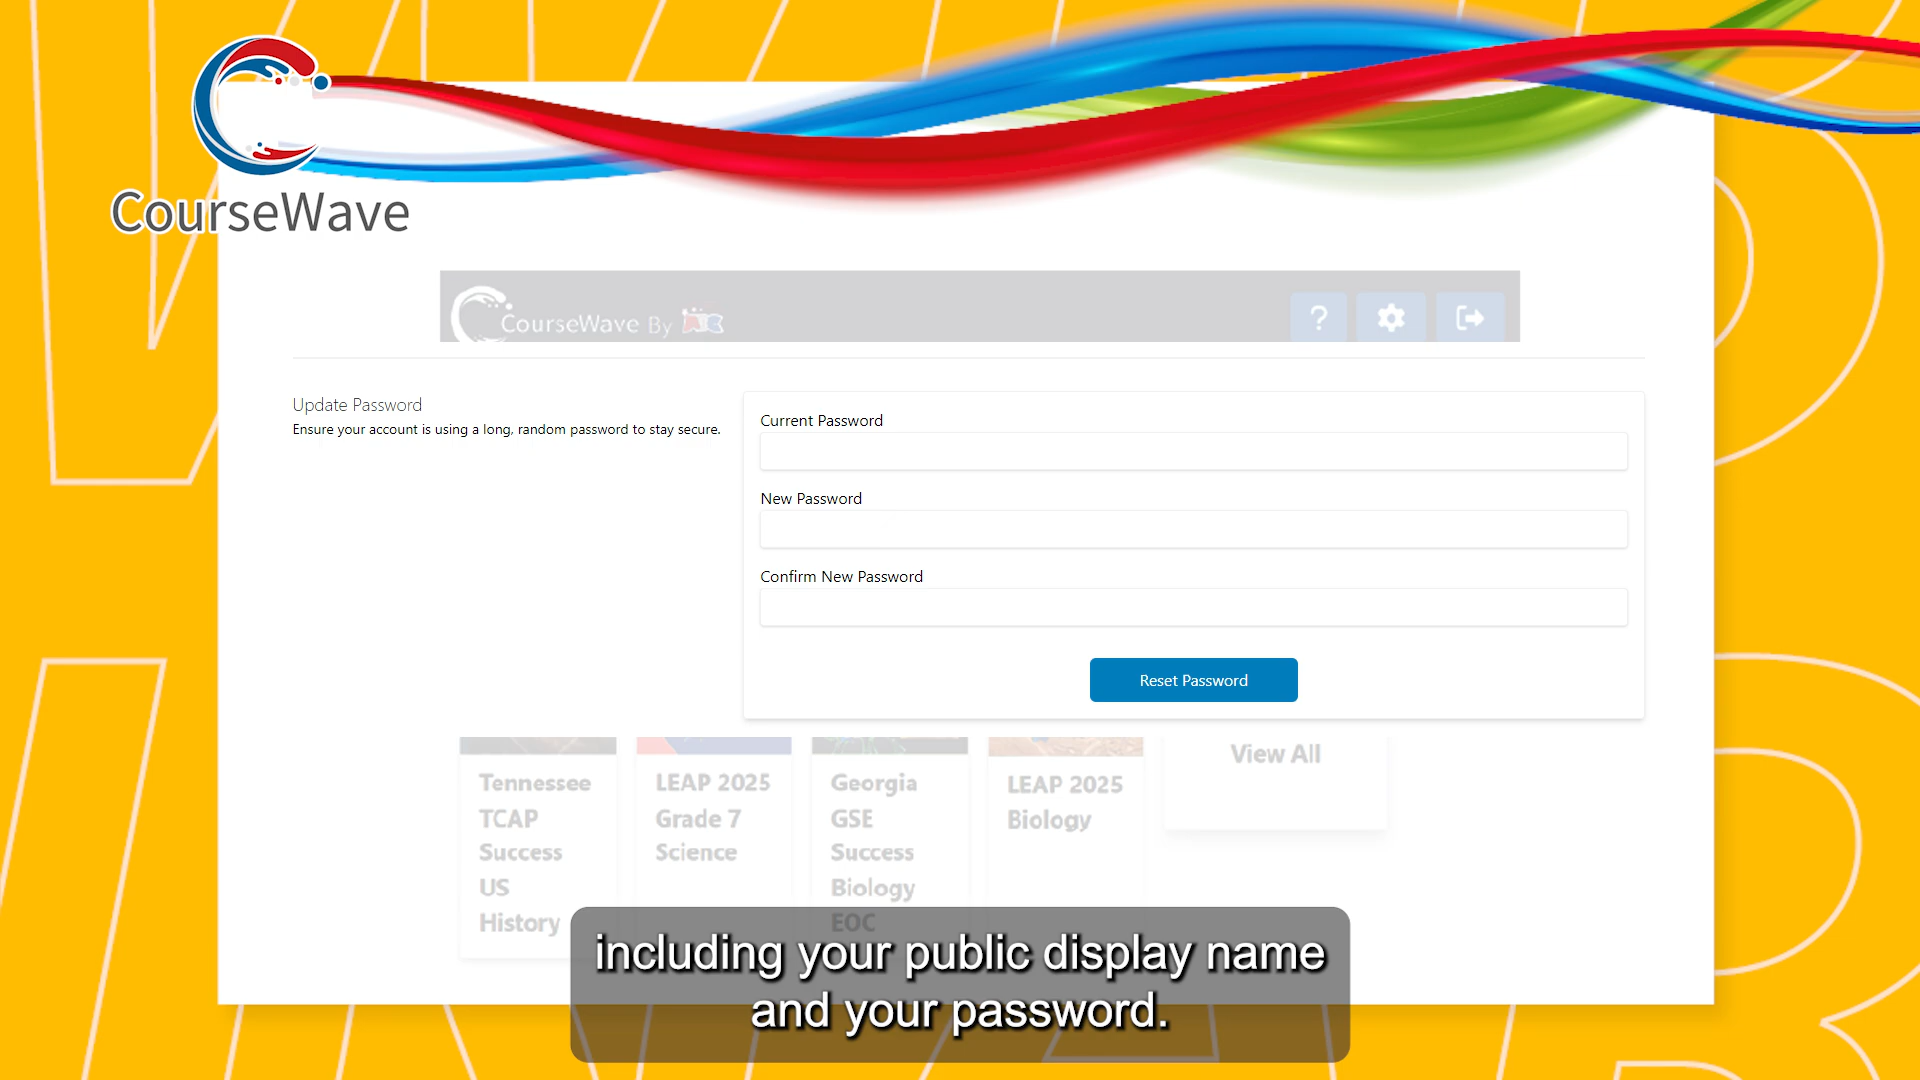 CourseWave
CourseWave By ATC
?
Update Password
Ensure your account is using a long, random password to stay secure.
Current Password
New Password
Confirm New Password
Reset Password
Tennessee
TCAP
Success
US
History
LEAP 2025
Grade 7
Science
Georgia
GSE
Success
Biology
EOC
LEAP 2025
Biology
View All
including your public display name
and your password.